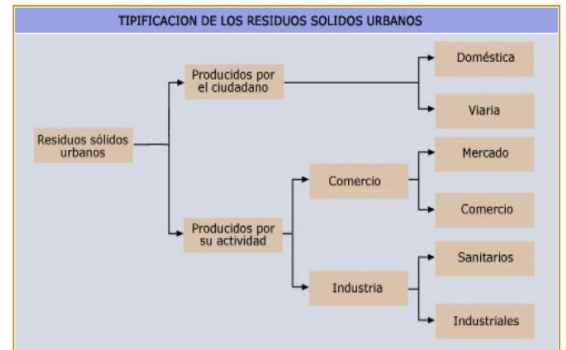 TIPIFICACION DE LOS RESIDUOS SOLIDOS URBANOS
Residuos sólidos
urbanos
Producidos por
el ciudadano
Doméstica
Viaria
Producidos por
su actividad
Comercio
Mercado
Comercio
Industria
Sanitarios
Industriales